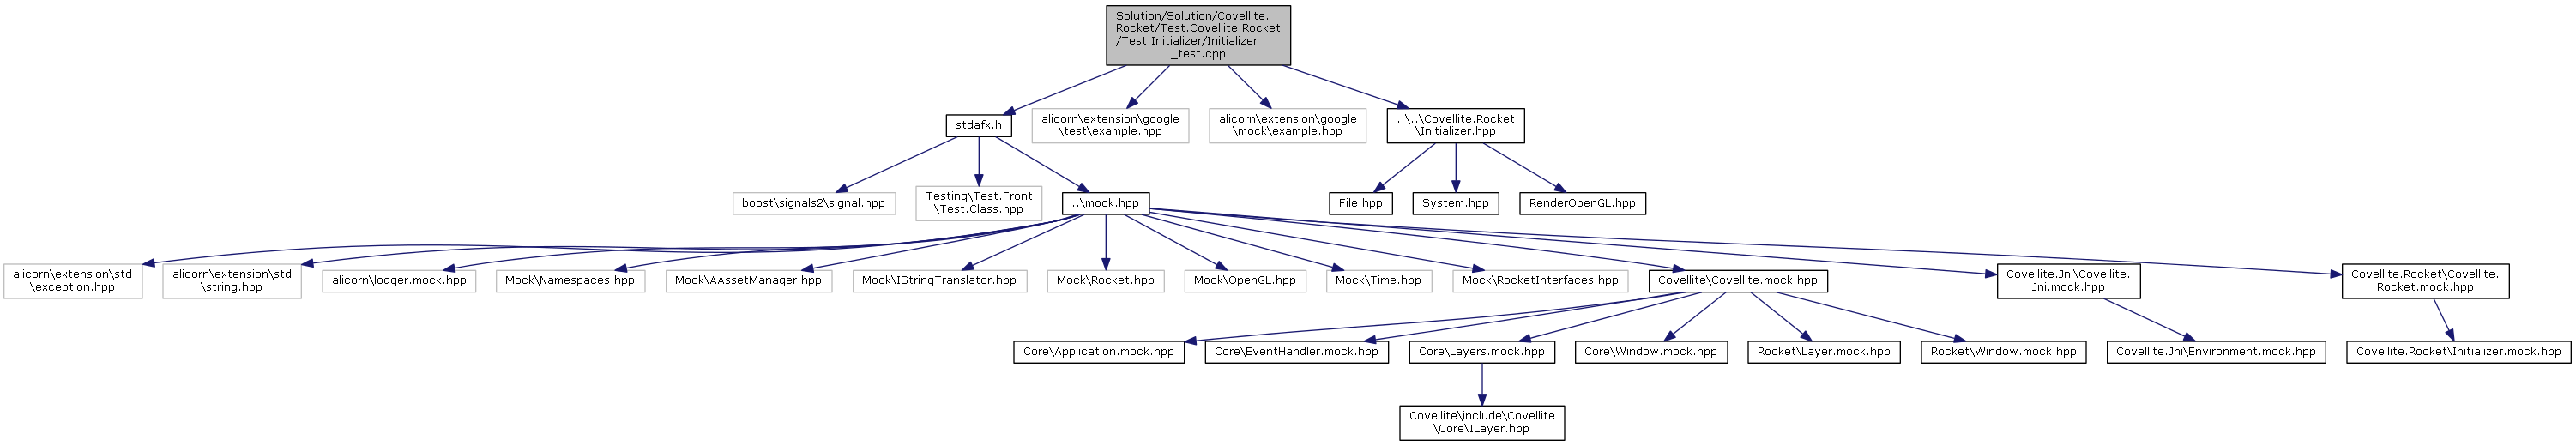 Solution/Solution/Covellite.
Rocket/Test.Covellite.Rocket
/Test.Initializer/Initializer
_test.cpp
stdafx.h
alicorn\extension\google
\test\example.hpp
alicorn\extension\google
\mock\example.hpp
..\..\Covellite.Rocket
\Initializer.hpp
boost\signals2\signal.hpp
Testing\Test.Front
\Test.Class.hpp
..\mock.hpp
File.hpp
System.hpp
RenderOpenGL.hpp
alicorn\extension\std
\exception.hpp
alicorn\extension\std
\string.hpp
alicorn\logger.mock.hpp
Mock\Namespaces.hpp
Mock\AAssetManager.hpp
Mock\IStringTranslator.hpp
Mock\Rocket.hpp
Mock\OpenGL.hpp
Mock\Time.hpp
Mock\RocketInterfaces.hpp
Covellite\Covellite.mock.hpp
Covellite.Jni\Covellite.
Jni.mock.hpp
Covellite.Rocket\Covellite.
Rocket.mock.hpp
Core\Application.mock.hpp
Core\EventHandler.mock.hpp
Core\Layers.mock.hpp
Core\Window.mock.hpp
Rocket\Layer.mock.hpp
Rocket\Window.mock.hpp
Covellite.Jni\Environment.mock.hpp
Covellite.Rocket\Initializer.mock.hpp
Covellite\include\Covellite
\Core\ILayer.hpp